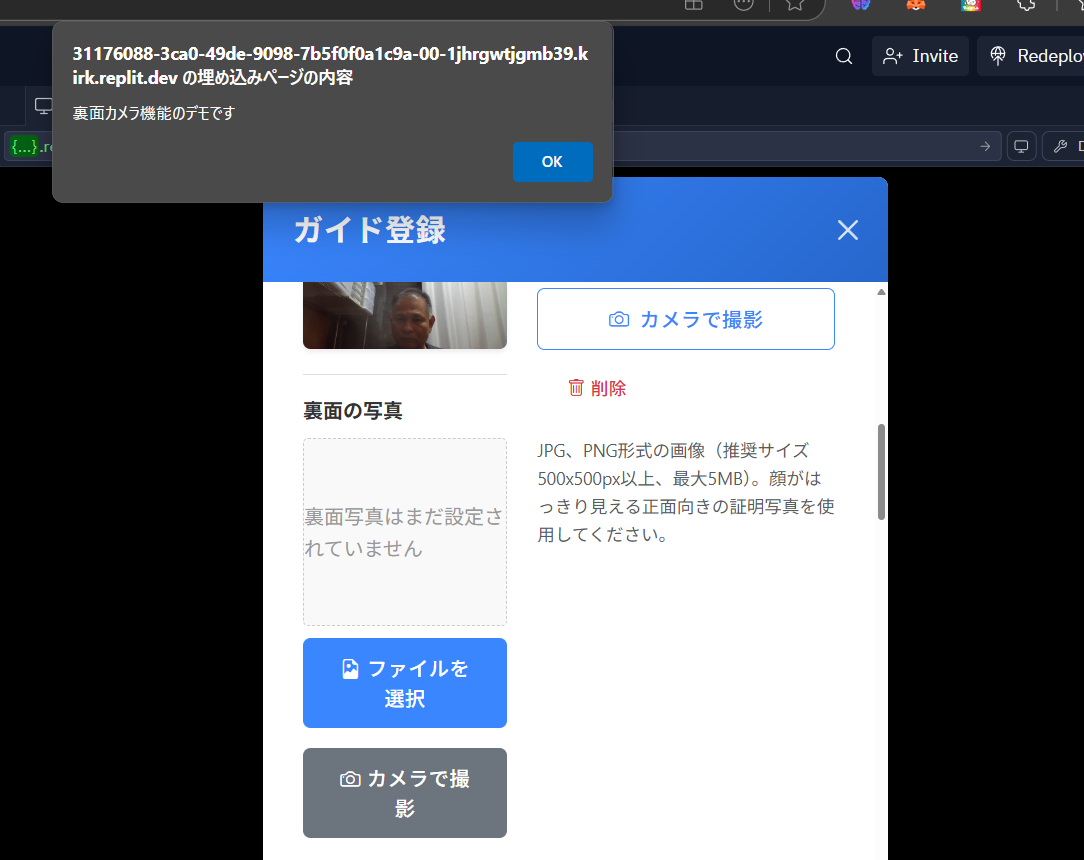 31176088-3ca0-49de-9098-7b5f0f0a1c9a-00-1jhrgwtjgmb39.k
irk.replit.dev の埋め込みページの内容
裏面カメラ機能のデモです
OK
Invite
Redeplo
{...}.re
D
ガイド登録
カメラで撮影
削除
裏面の写真
JPG、PNG形式の画像（推奨サイズ
500x500px以上、最大5MB）。顔がは
っきり見える正面向きの証明写真を使
用してください。
裏面写真はまだ設定さ
れていません
ファイルを
選択
カメラで撮
影